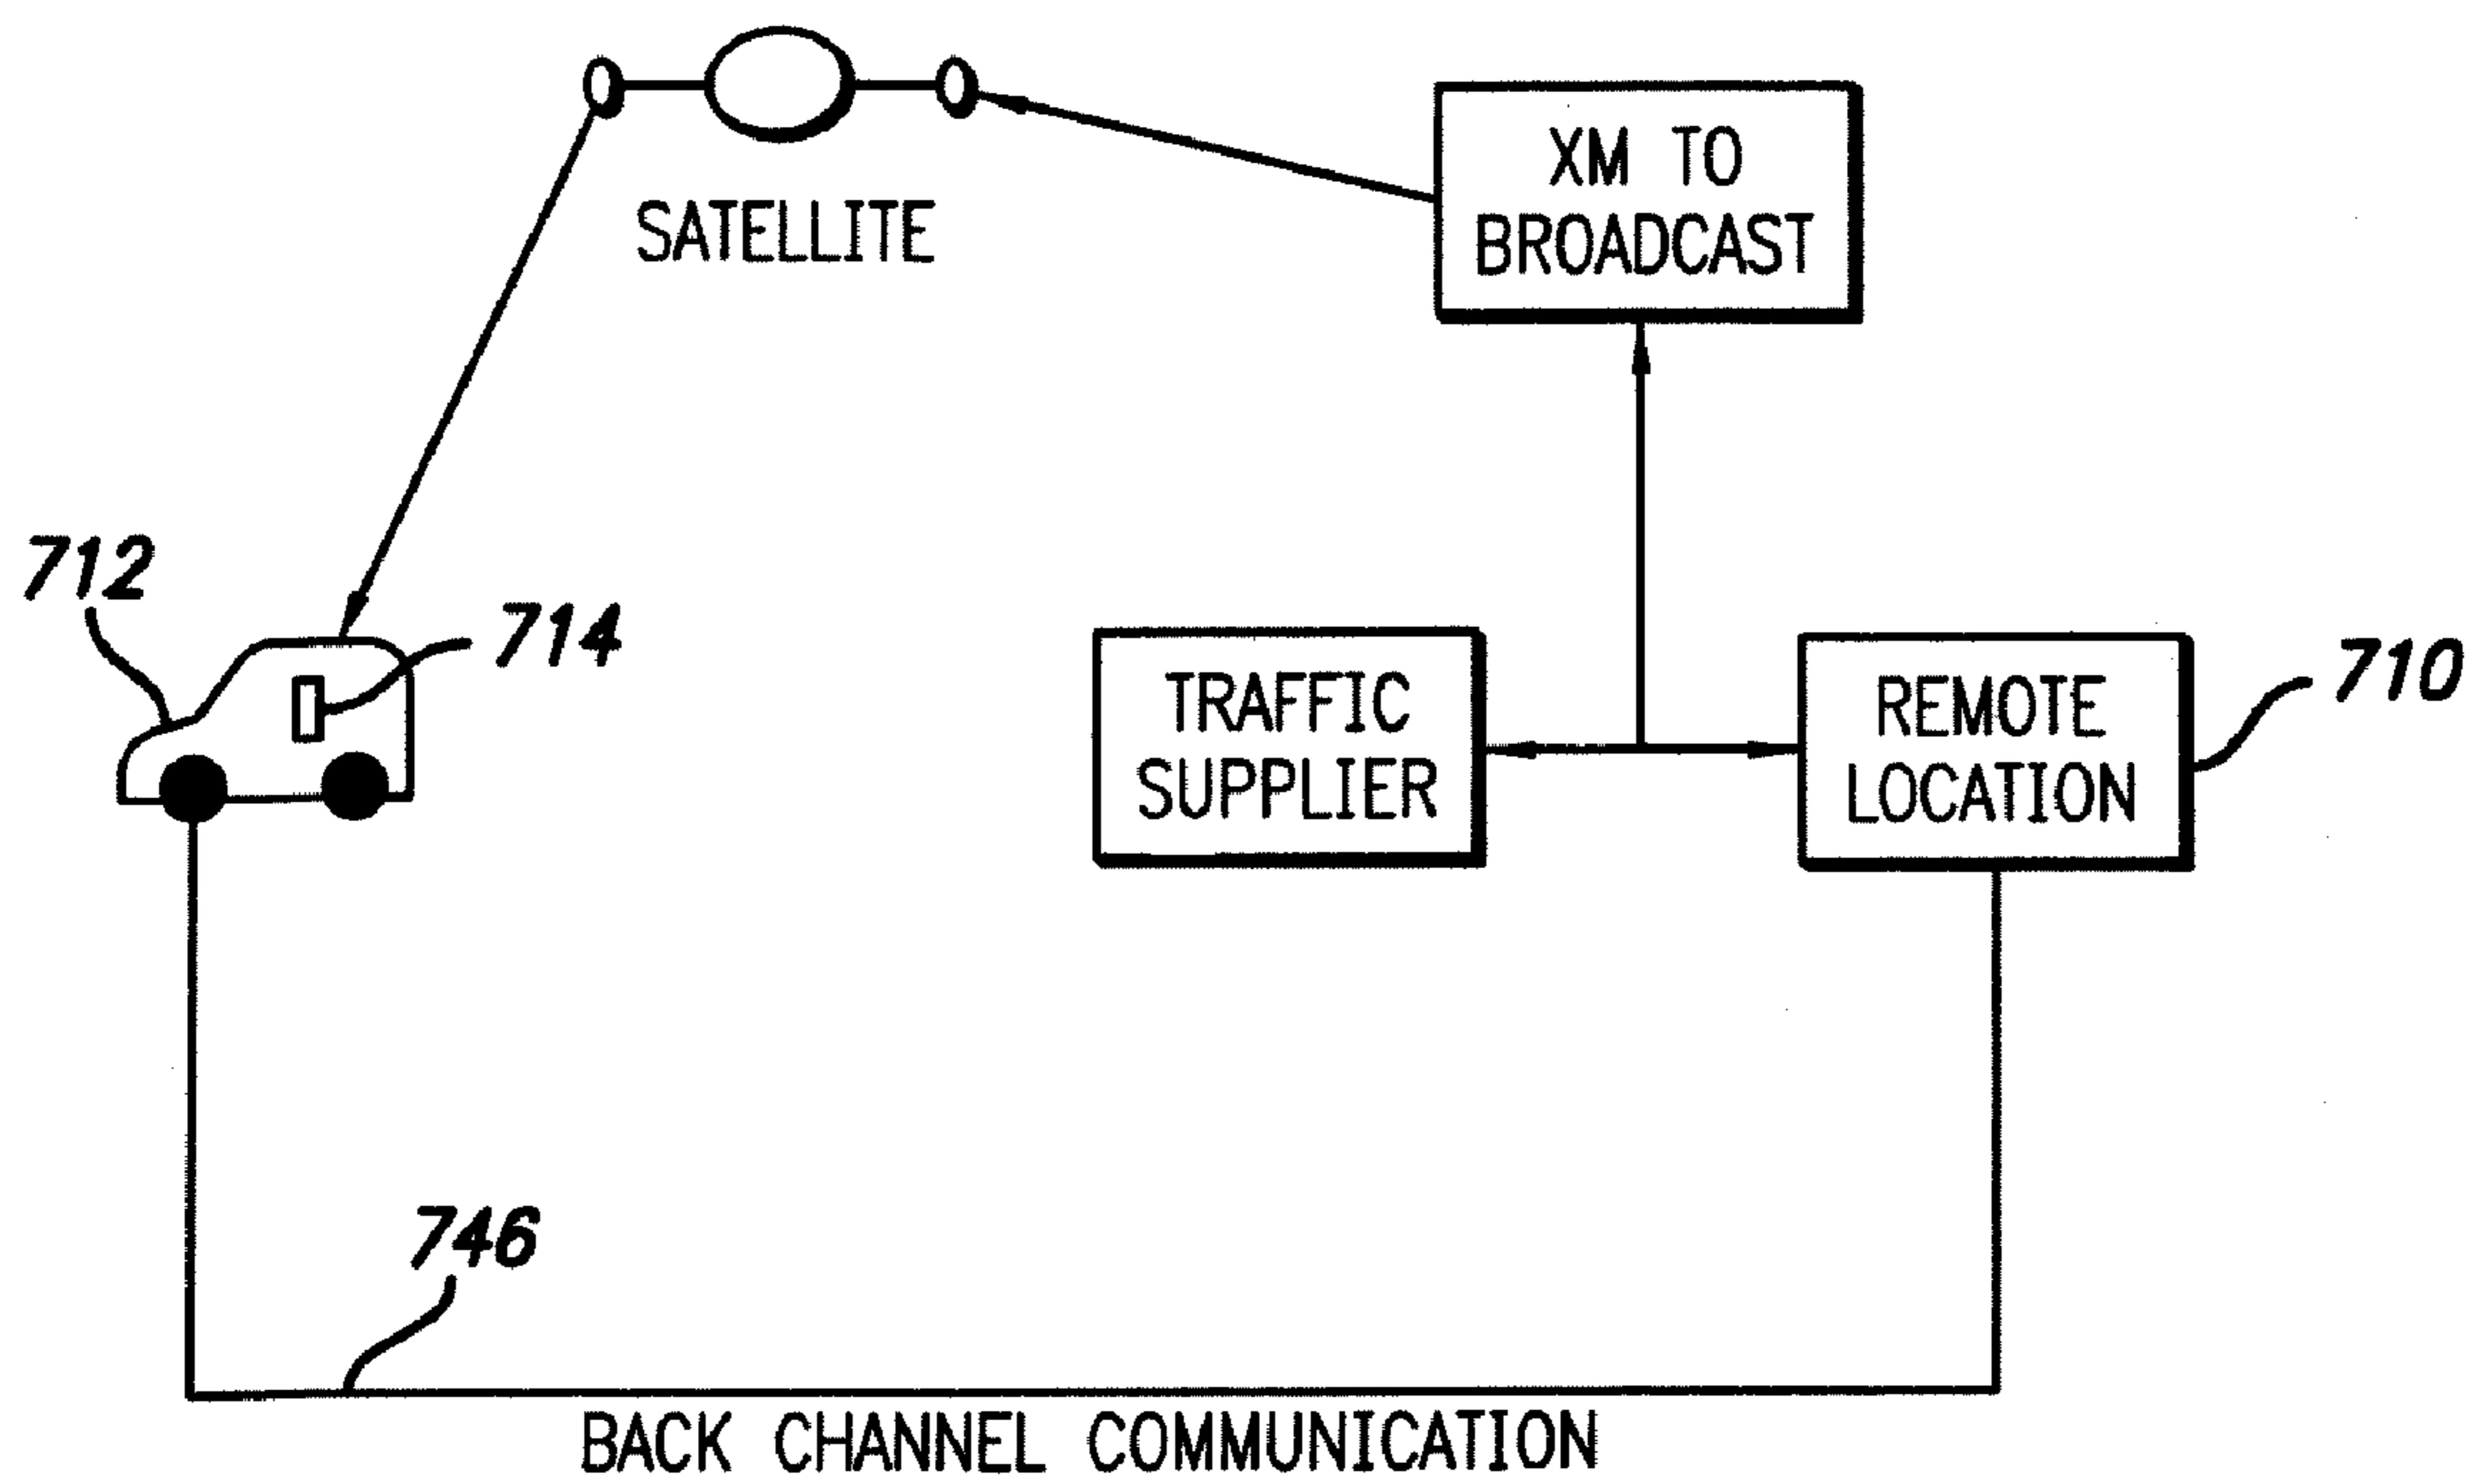 XM TO
BROADCAST
SATELLITE
712
714
TRAFFIC
SUPPLIER
REMOTE
LOCATION
710
746
BACK CHANNEL COMMUNICATION